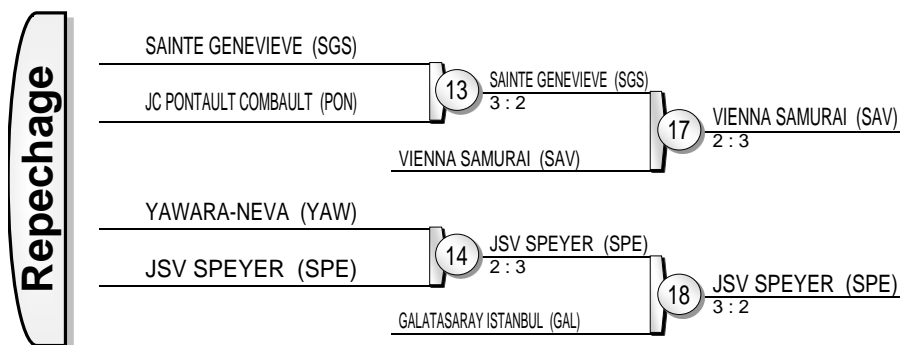 Repechage
SAINTE GENEVIEVE (SGS)
JC PONTAULT COMBAULT (PON)
13
SAINTE GENEVIEVE (SGS)
3 : 2
VIENNA SAMURAI (SAV)
17
VIENNA SAMURAI (SAV)
2 : 3
YAWARA-NEVA (YAW)
JSV SPEYER (SPE)
14
JSV SPEYER (SPE)
2 : 3
GALATASARAY ISTANBUL (GAL)
18
JSV SPEYER (SPE)
3 : 2